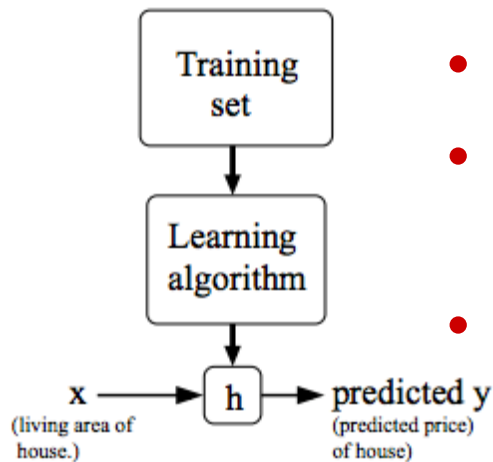 Training
set
Learning
algorithm
x
h
predicted y
(living area of
house.)
(predicted price)
of house)